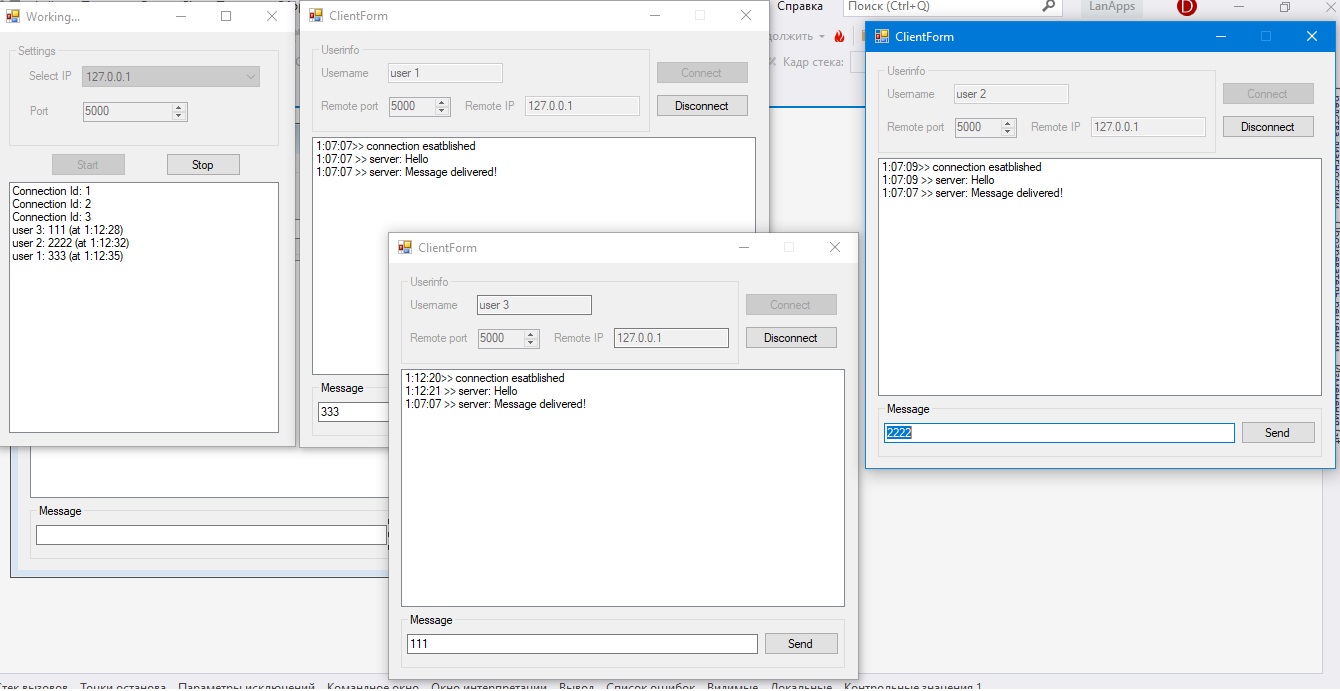 Working...
Settings
Select IP 127.0.0.1
Port 5000
Start Stop
Connection Id: 1
Connection Id: 2
Connection Id: 3
user 3: 111 (at 1:12:28)
user 2: 2222 (at 1:12:32)
user 1: 333 (at 1:12:35)
Message
ClientForm
Userinfo
Username user 1
Connect
Remote port 5000 Remote IP 127.0.0.1
Disconnect
1:07:07>> connection esatblished
1:07:07 >> server: Hello
1:07:07 >> server: Message delivered!
Message
333
ClientForm
Userinfo
Username user 3
Connect
Remote port 5000 Remote IP 127.0.0.1
Disconnect
1:12:20>> connection esatblished
1:12:21 >> server: Hello
1:07:07 >> server: Message delivered!
Message
111
Send
Справка
Поиск (Ctrl+Q)
LanApps
D
Кадр стека:
ClientForm
Userinfo
Username user 2
Connect
Remote port 5000 Remote IP 127.0.0.1
Disconnect
1:07:09>> connection esatblished
1:07:09 >> server: Hello
1:07:07 >> server: Message delivered!
Message
2222
Send
Стек вызовов Точки останова Параметры исключений Командное окно Окно интерпретации Вывод Список ошибок Видимые Локальные Контрольные значения 1